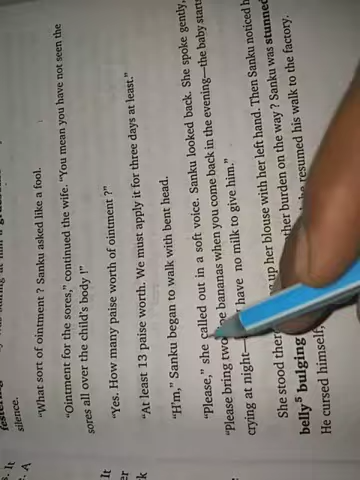 silence.
"What sort of ointment ? Sanku asked like a fool.
"Ointment for the sores," continued the wife. "You mean you have not seen the
sores all over the child's body !"
"Yes. How many paise worth of ointment ?"
"At least 13 paise worth. We must apply it for three days at least."
"H'm," Sanku began to walk with bent head.
"Please," she called out in a soft voice. Sanku looked back. She spoke gently,
"Please bring two bananas when you come back in the evening—the baby
crying at night— have no milk to give him."
She stood up her blouse with her left hand. Then Sanku noticed
belly 5 bulging burden on the way ? Sanku was stunned
He cursed himself, he resumed his walk to the factory.
. It
. A
It
er
k